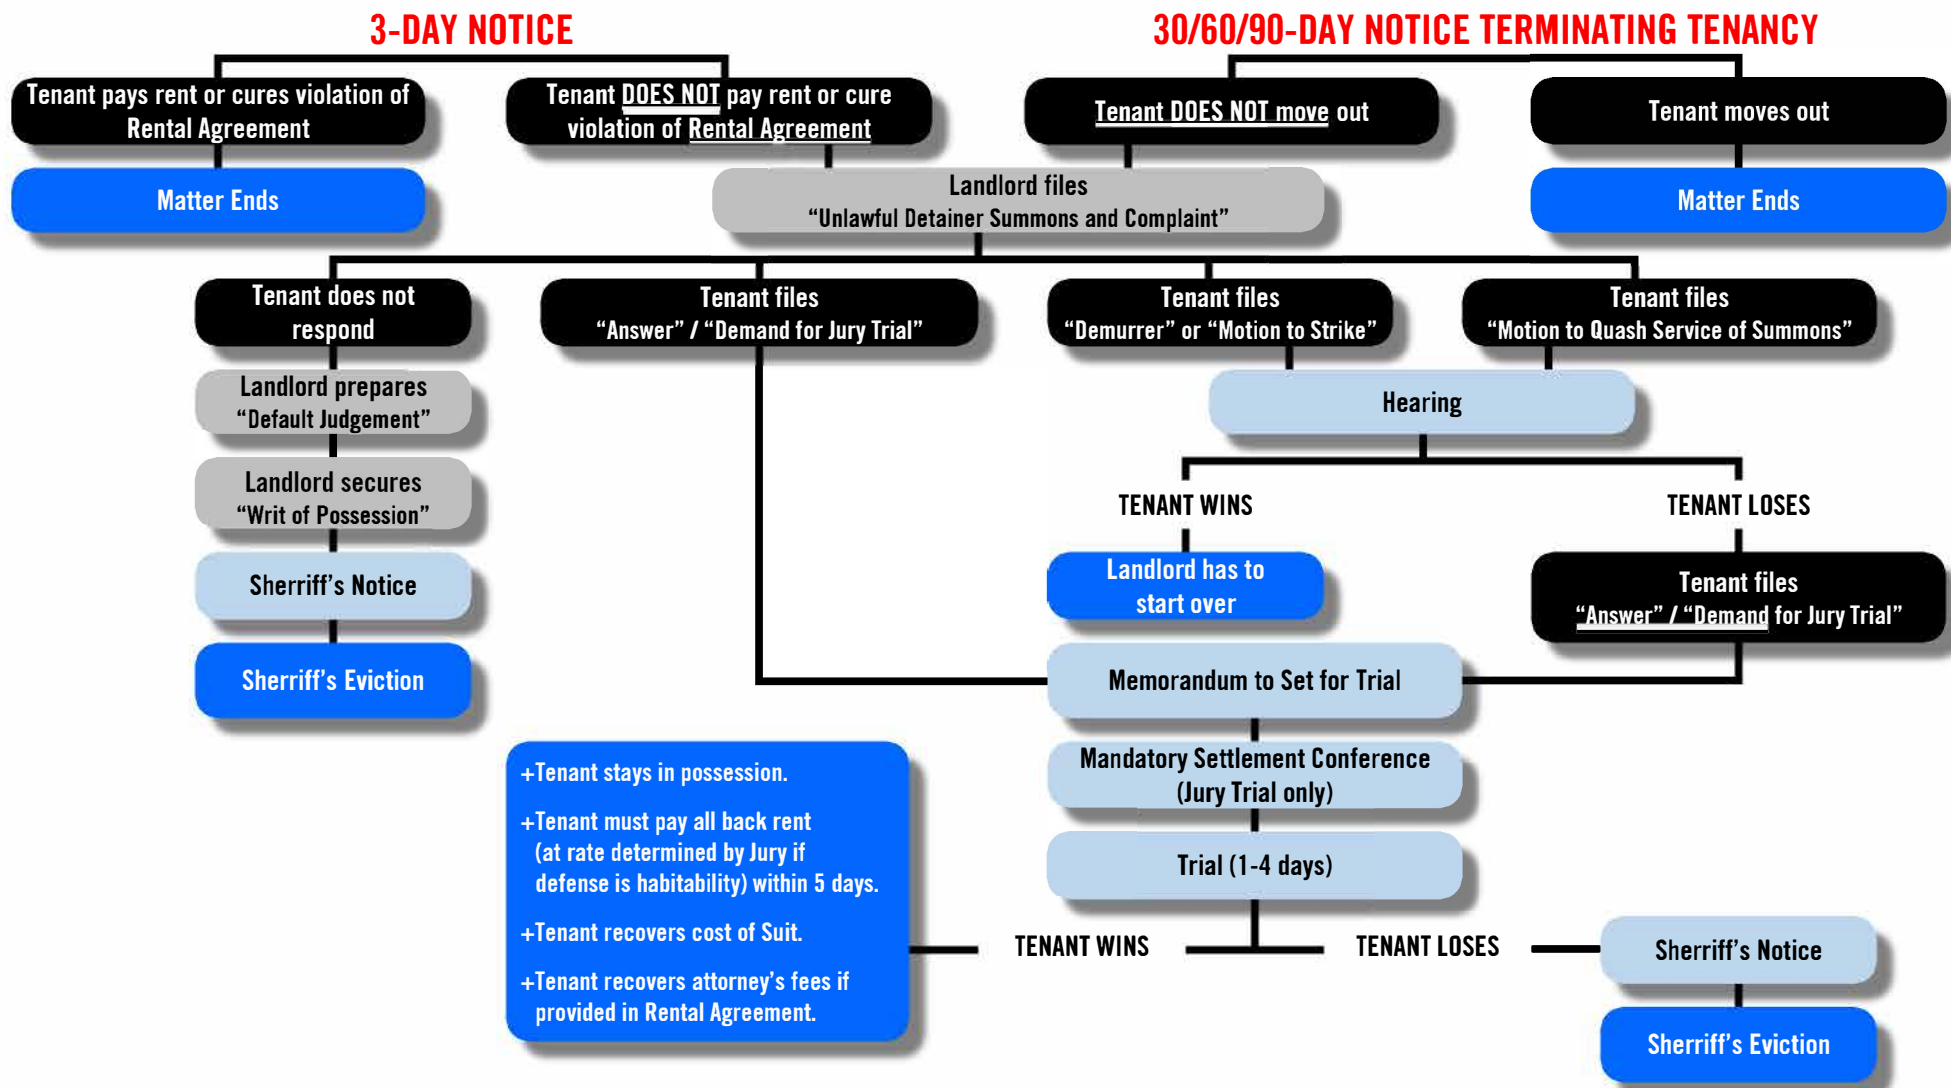 3-DAY NOTICE
30/60/90-DAY NOTICE TERMINATING TENANCY
Tenant pays rent or cures violation of
Rental Agreement
Tenant DOES NOT pay rent or cure
violation of Rental Agreement
Tenant DOES NOT move out
Tenant moves out
Matter Ends
Landlord files
“Unlawful Detainer Summons and Complaint”
Matter Ends
Tenant does not
respond
Tenant files
“Answer” / “Demand for Jury Trial”
Tenant files
“Demurrer” or “Motion to Strike”
Tenant files
“Motion to Quash Service of Summons”
Landlord prepares
“Default Judgement”
Hearing
Landlord secures
“Writ of Possession”
TENANT WINS
TENANT LOSES
Sherriff’s Notice
Landlord has to
start over
Tenant files
“Answer” / “Demand for Jury Trial”
Sherriff’s Eviction
Memorandum to Set for Trial
Mandatory Settlement Conference
(Jury Trial only)
Trial (1-4 days)
+Tenant stays in possession.
+Tenant must pay all back rent
(at rate determined by Jury if
defense is habitability) within 5 days.
+Tenant recovers cost of Suit.
+Tenant recovers attorney’s fees if
provided in Rental Agreement.
TENANT WINS
TENANT LOSES
Sherriff’s Notice
Sherriff’s Eviction